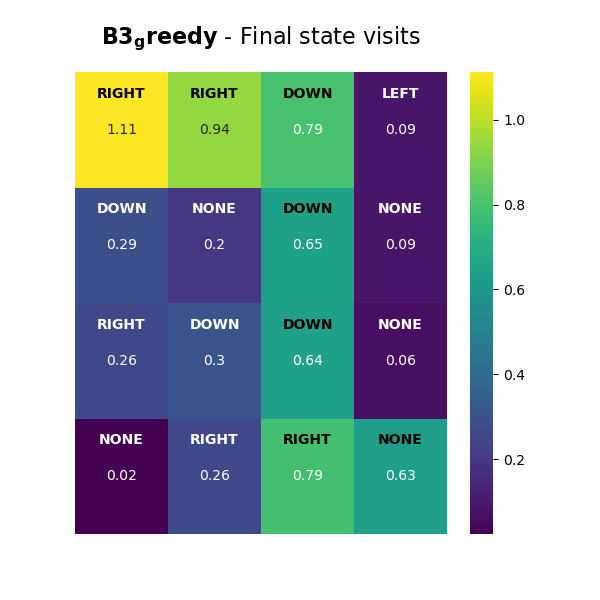 B3greedy - Final state visits
RIGHT RIGHT DOWN LEFT
1.11 0.94 0.79 0.09
DOWN NONE DOWN NONE
0.29 0.2 0.65 0.09
RIGHT DOWN DOWN NONE
0.26 0.3 0.64 0.06
NONE RIGHT RIGHT NONE
0.02 0.26 0.79 0.63
1.0
0.8
0.6
0.4
0.2